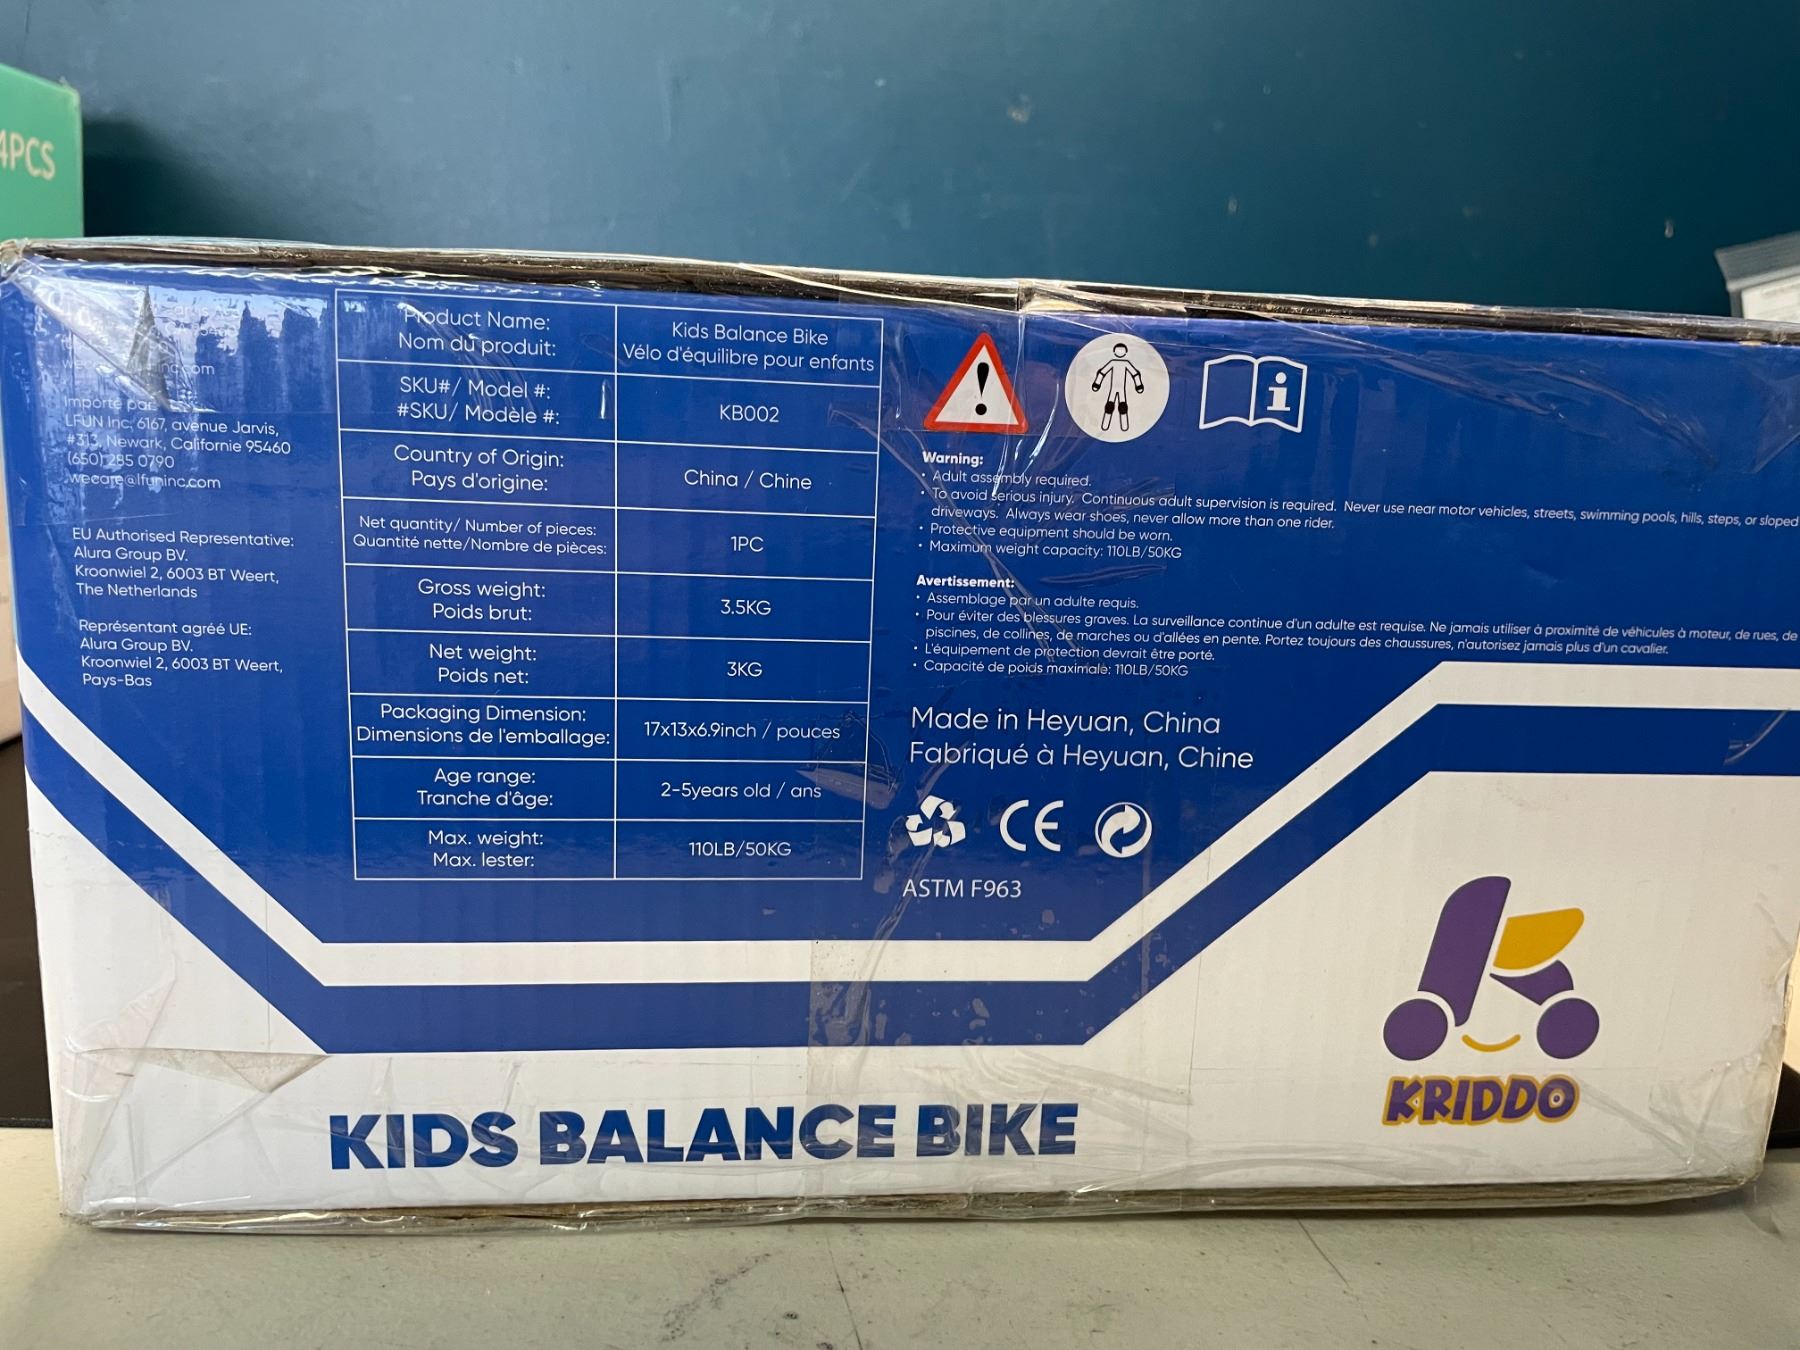 4PCS
inc.com
Importé par
LFUN Inc, 6167, avenue Jarvis,
#313, Newark, Californie 95460
(650) 285 0790
wecare@lfuninc.com
EU Authorised Representative:
Alura Group BV.
Kroonwiel 2, 6003 BT Weert,
The Netherlands
Représentant agréé UE:
Alura Group BV.
Kroonwiel 2, 6003 BT Weert,
Pays-Bas
Product Name:
Nom du produit:
Kids Balance Bike
Vélo d'équilibre pour enfants
SKU#/ Model #:
#SKU/ Modèle #:
KB002
Country of Origin:
Pays d'origine:
China / Chine
Net quantity/ Number of pieces:
Quantité nette/Nombre de pièces:
1PC
Gross weight:
Poids brut:
3.5KG
Net weight:
Poids net:
3KG
Packaging Dimension:
Dimensions de l'emballage:
17x13x6.9inch / pouces
Age range:
Tranche d'âge:
2-5years old / ans
Max. weight:
Max. lester:
110LB/50KG
Warning:
• Adult assembly required.
• To avoid serious injury. Continuous adult supervision is required. Never use near motor vehicles, streets, swimming pools, hills, steps, or sloped
driveways. Always wear shoes, never allow more than one rider.
• Protective equipment should be worn.
• Maximum weight capacity: 110LB/50KG
Avertissement:
• Assemblage par un adulte requis.
• Pour éviter des blessures graves. La surveillance continue d'un adulte est requise. Ne jamais utiliser à proximité de véhicules à moteur, de rues, de
piscines, de collines, de marches ou d'allées en pente. Portez toujours des chaussures, n'autorisez jamais plus d'un cavalier.
• L'équipement de protection devrait être porté.
• Capacité de poids maximale: 110LB/50KG
Made in Heyuan, China
Fabriqué à Heyuan, Chine
CE
ASTM F963
KRIDDO
KIDS BALANCE BIKE